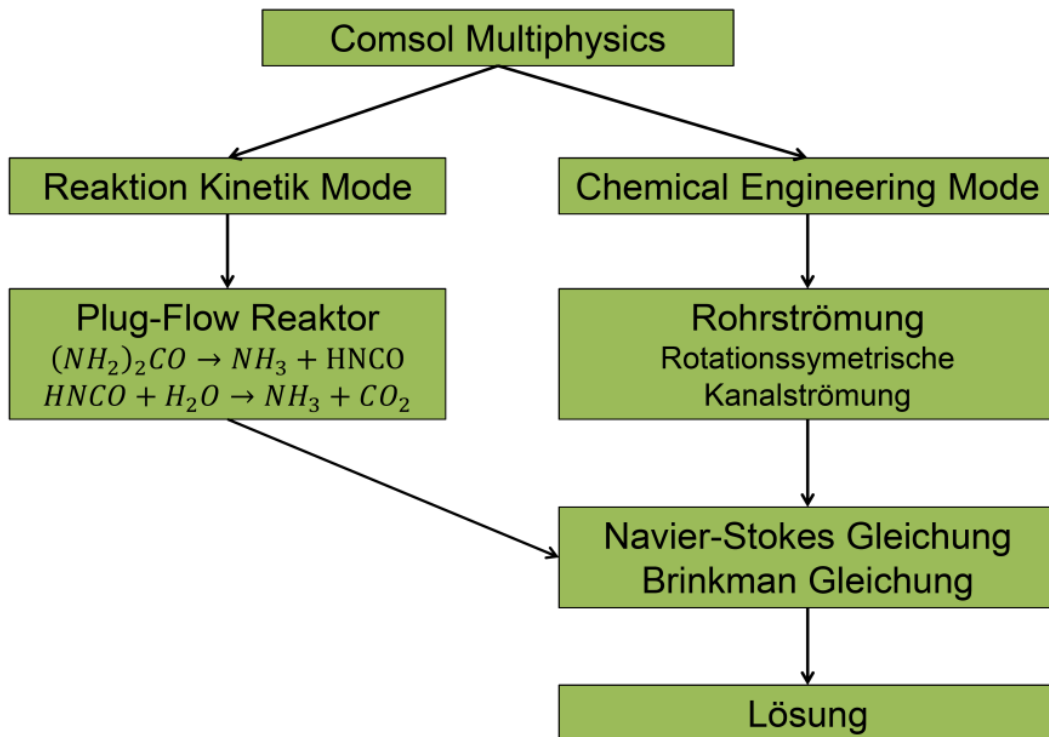 Comsol Multiphysics
Reaktion Kinetik Mode
Chemical Engineering Mode
Plug-Flow Reaktor
(NH₂)₂CO → NH₃ + HNCO
HNCO + H₂O → NH₃ + CO₂
Rohrströmung
Rotationssymetrische
Kanalströmung
Navier-Stokes Gleichung
Brinkman Gleichung
Lösung